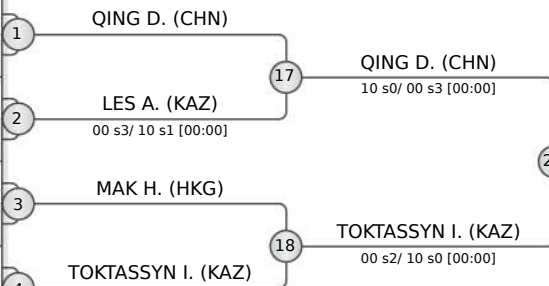 QING D. (CHN)
1
17
QING D. (CHN)
10 s0/ 00 s3 [00:00]
LES A. (KAZ)
2
00 s3/ 10 s1 [00:00]
MAK H. (HKG)
3
18
TOKTASSYN I. (KAZ)
00 s2/ 10 s0 [00:00]
TOKTASSYN I. (KAZ)